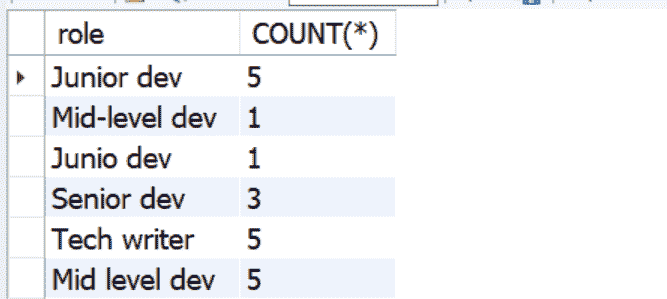 role COUNT(*)
Junior dev 5
Mid-level dev 1
Junio dev 1
Senior dev 3
Tech writer 5
Mid level dev 5